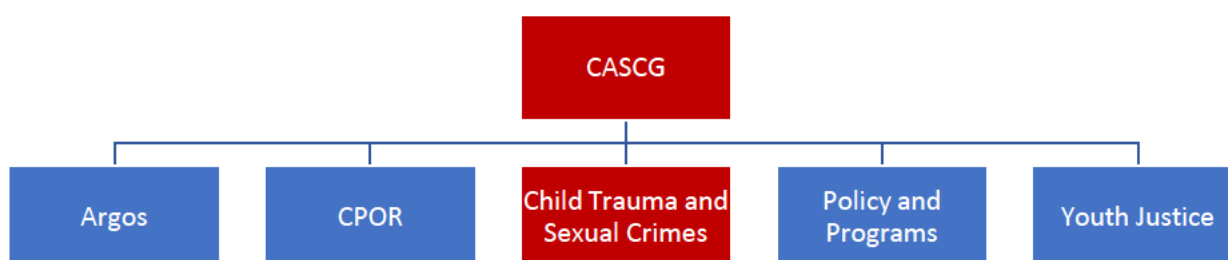 CASCG
Argos
CPOR
Child Trauma and
Sexual Crimes
Policy and
Programs
Youth Justice